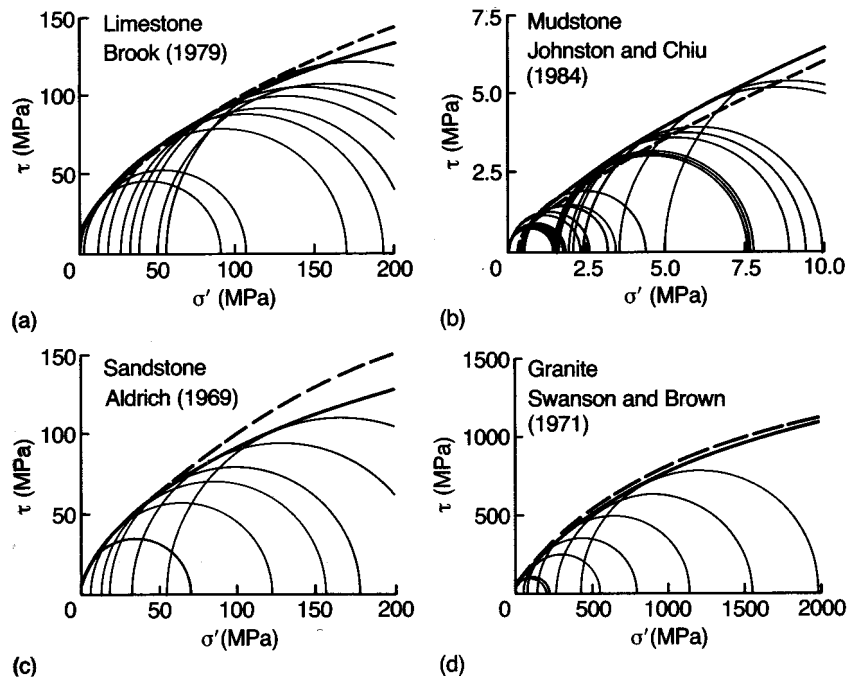 Limestone
Brook (1979)
150
100
50
τ (MPa)
0 50 100 150 200
σ' (MPa)
(a)
Mudstone
Johnston and Chiu
(1984)
7.5
5.0
2.5
τ (MPa)
0 2.5 5.0 7.5 10.0
σ' (MPa)
(b)
Sandstone
Aldrich (1969)
150
100
50
τ (MPa)
0 50 100 150 200
σ'(MPa)
(c)
Granite
Swanson and Brown
(1971)
1500
1000
500
τ (MPa)
0 500 1000 1500 2000
σ'(MPa)
(d)